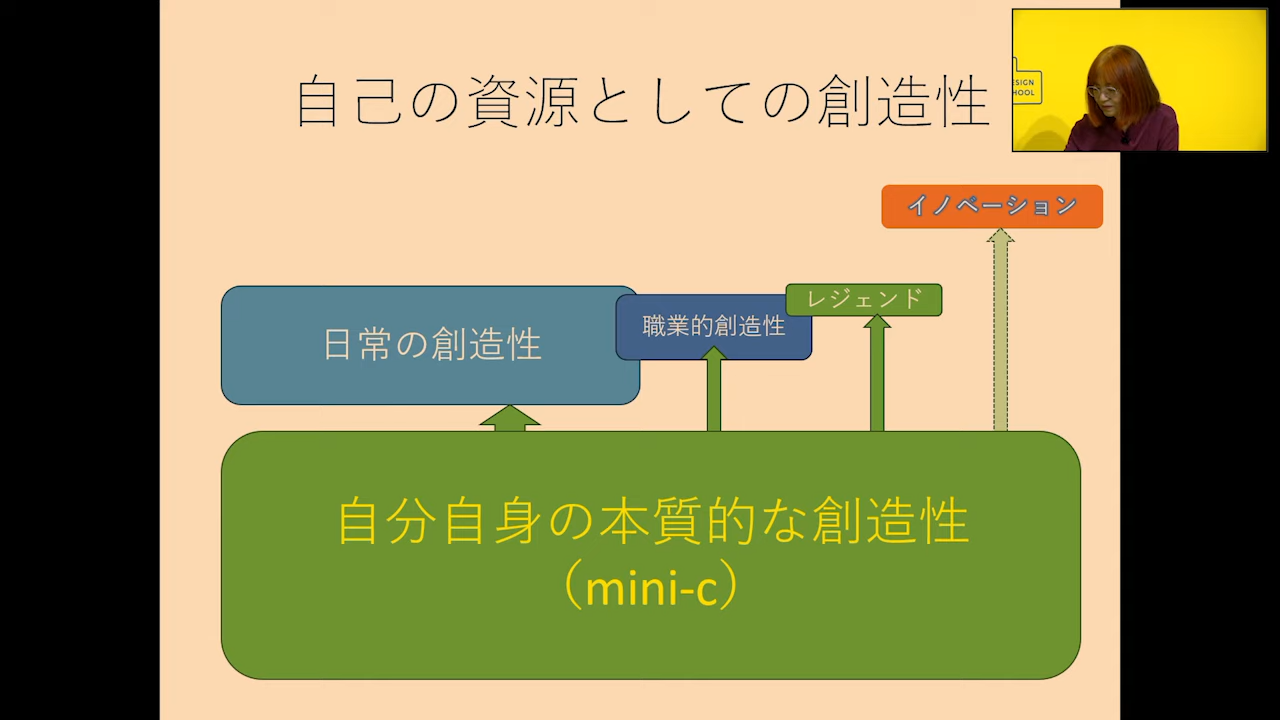 自己の資源としての創造性
ESIGN
HOOL
イノベーション
レジェンド
職業的創造性
日常の創造性
自分自身の本質的な創造性
（mini-c）